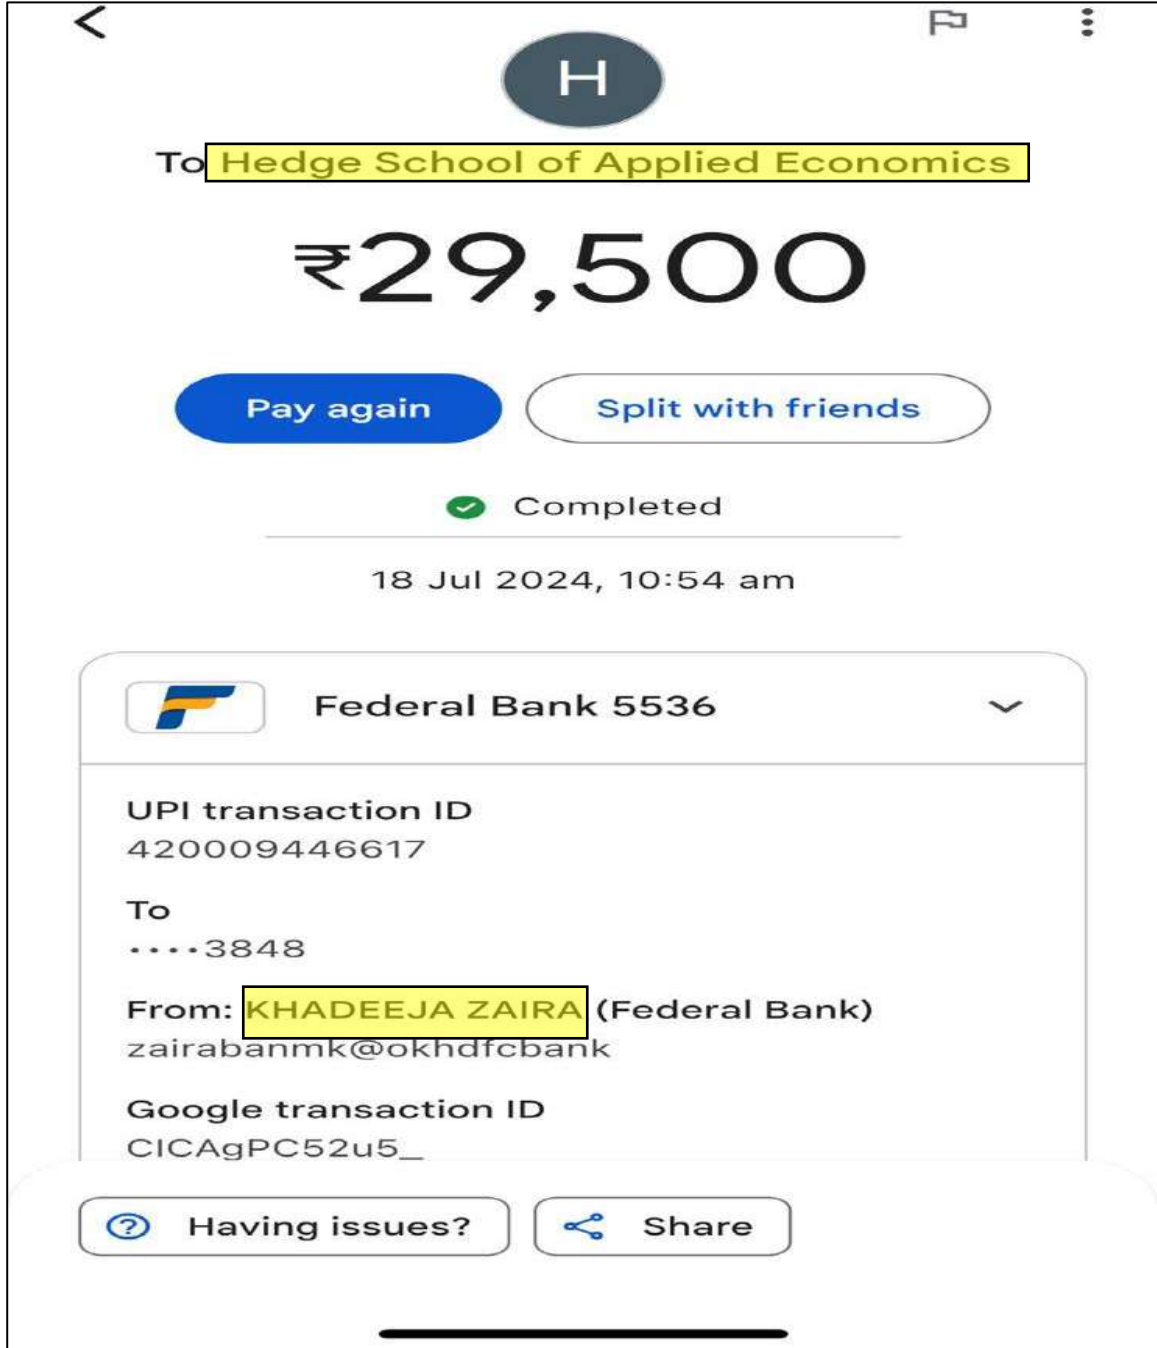 H
To Hedge School of Applied Economics
₹29,500
Pay again
Split with friends
Completed
18 Jul 2024, 10:54 am
Federal Bank 5536
UPI transaction ID
420009446617
To
····3848
From: KHADEEJA ZAIRA (Federal Bank)
zairabanmk@okhdfcbank
Google transaction ID
CICAgPC52u5_
Having issues?
Share